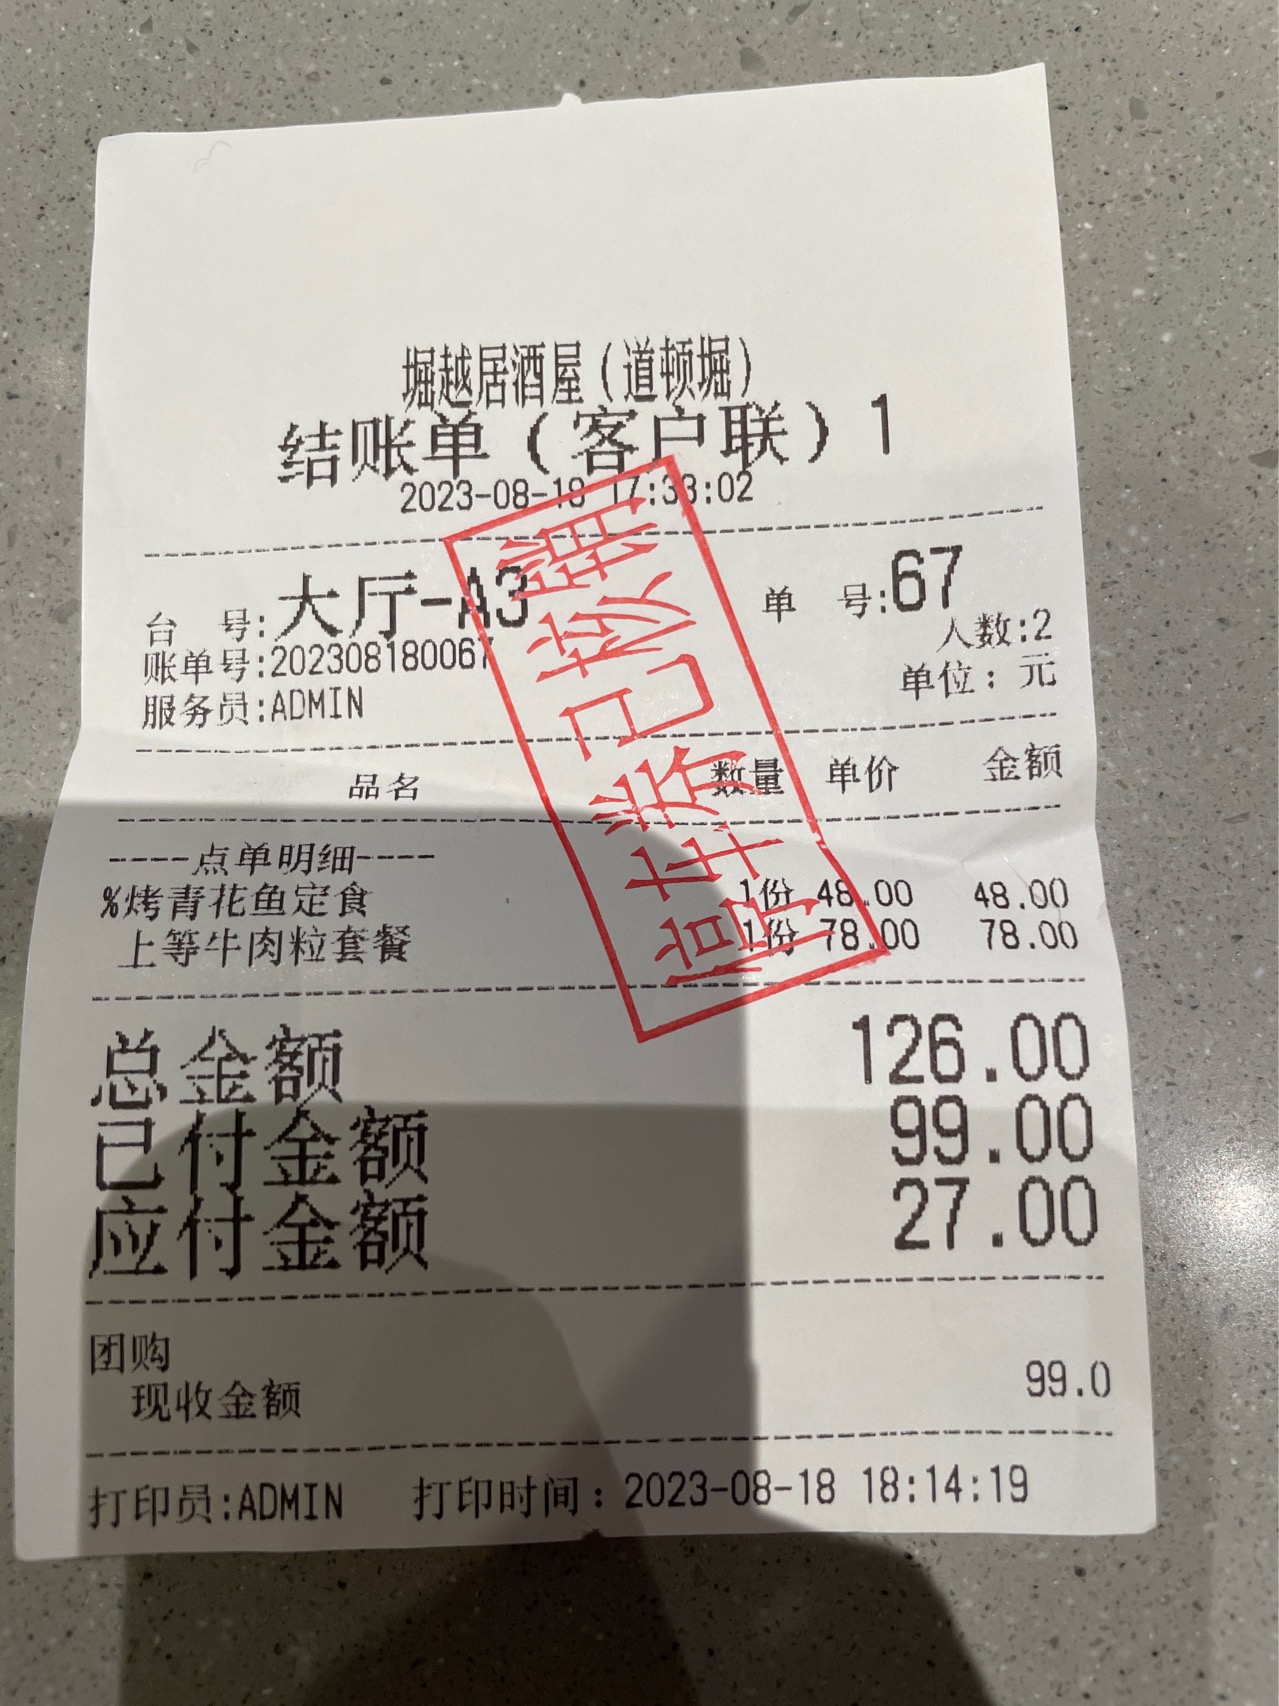 堀越居酒屋（道顿堀）
结账单（客户联）1
2023-08-18 17:33:02
台 号:大厅-A3 单 号:67
账单号:202308180067 人数:2
服务员:ADMIN 单位：元
品名 数量 单价 金额
----点单明细----
%烤青花鱼定食 1份 48.00 48.00
上等牛肉粒套餐 1份 78.00 78.00
总金额 126.00
已付金额 99.00
应付金额 27.00
团购
现收金额 99.0
打印员:ADMIN 打印时间：2023-08-18 18:14:19
停车券已核销